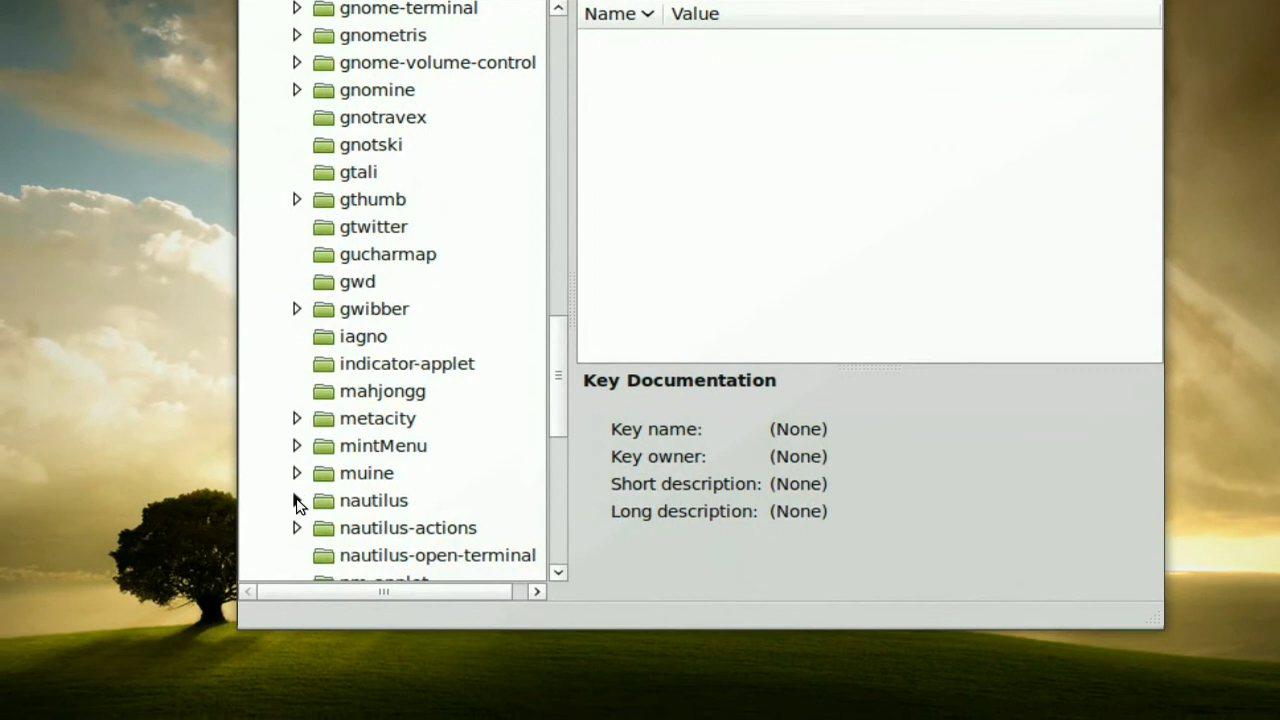 gnome-terminal
gnometris
gnome-volume-control
gnomine
gnotravex
gnotski
gtali
gthumb
gtwitter
gucharmap
gwd
gwibber
iagno
indicator-applet
mahjongg
metacity
mintMenu
muine
nautilus
nautilus-actions
nautilus-open-terminal
Name Value
Key Documentation
Key name: (None)
Key owner: (None)
Short description: (None)
Long description: (None)